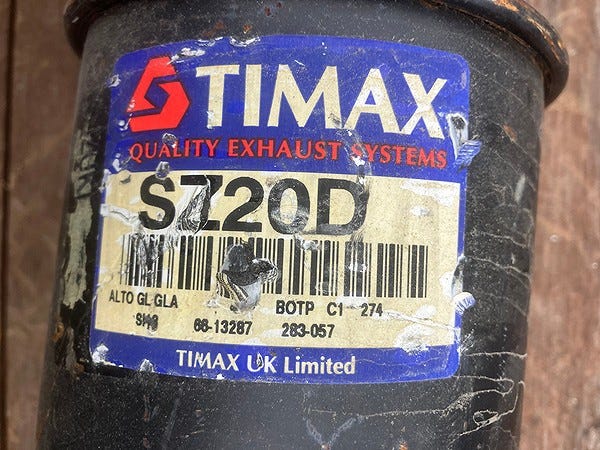 TIMAX
QUALITY EXHAUST SYSTEMS
SZ20D
ALTO GL GLA BOTP C1 274
66-13287 283-057
TIMAX UK Limited